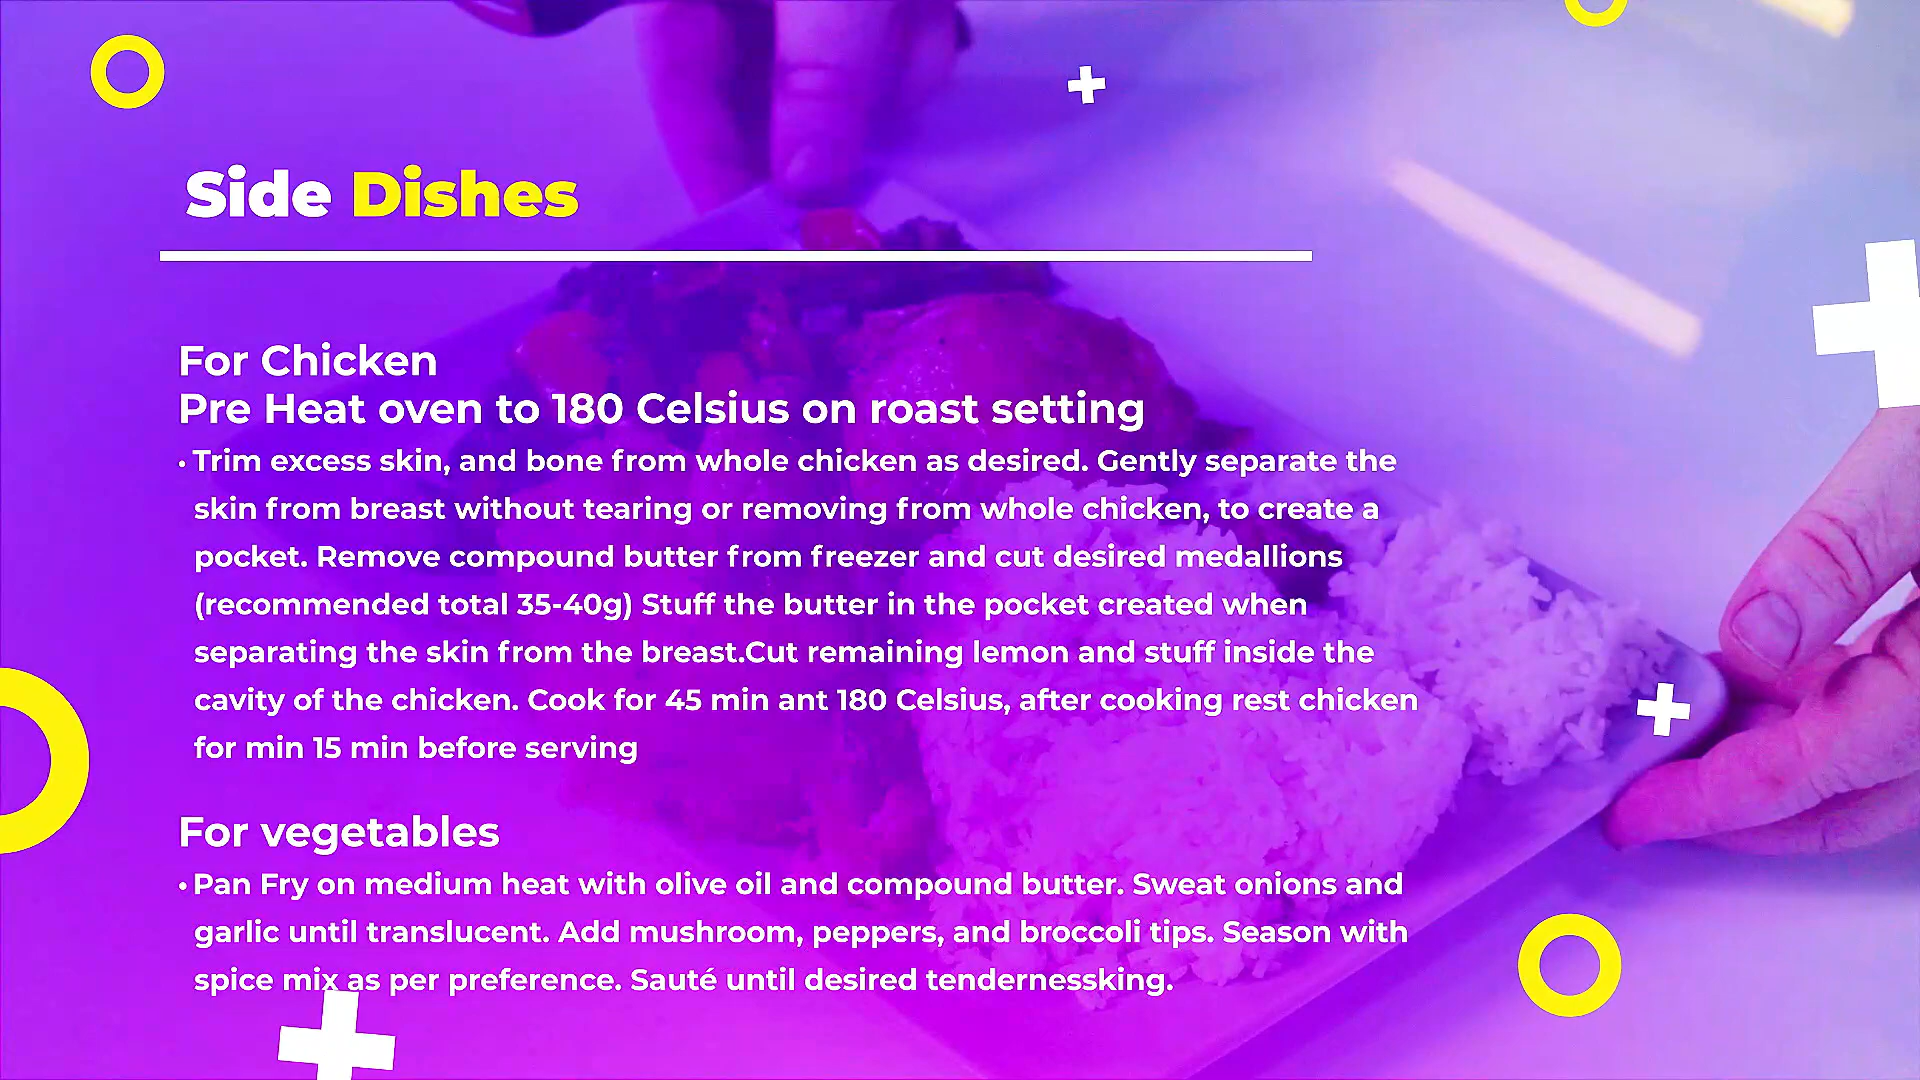 Side Dishes
For Chicken
Pre Heat oven to 180 Celsius on roast setting
• Trim excess skin, and bone from whole chicken as desired. Gently separate the
skin from breast without tearing or removing from whole chicken, to create a
pocket. Remove compound butter from freezer and cut desired medallions
(recommended total 35-40g) Stuff the butter in the pocket created when
separating the skin from the breast.Cut remaining lemon and stuff inside the
cavity of the chicken. Cook for 45 min ant 180 Celsius, after cooking rest chicken
for min 15 min before serving
For vegetables
• Pan Fry on medium heat with olive oil and compound butter. Sweat onions and
garlic until translucent. Add mushroom, peppers, and broccoli tips. Season with
spice mix as per preference. Sauté until desired tendernessking.